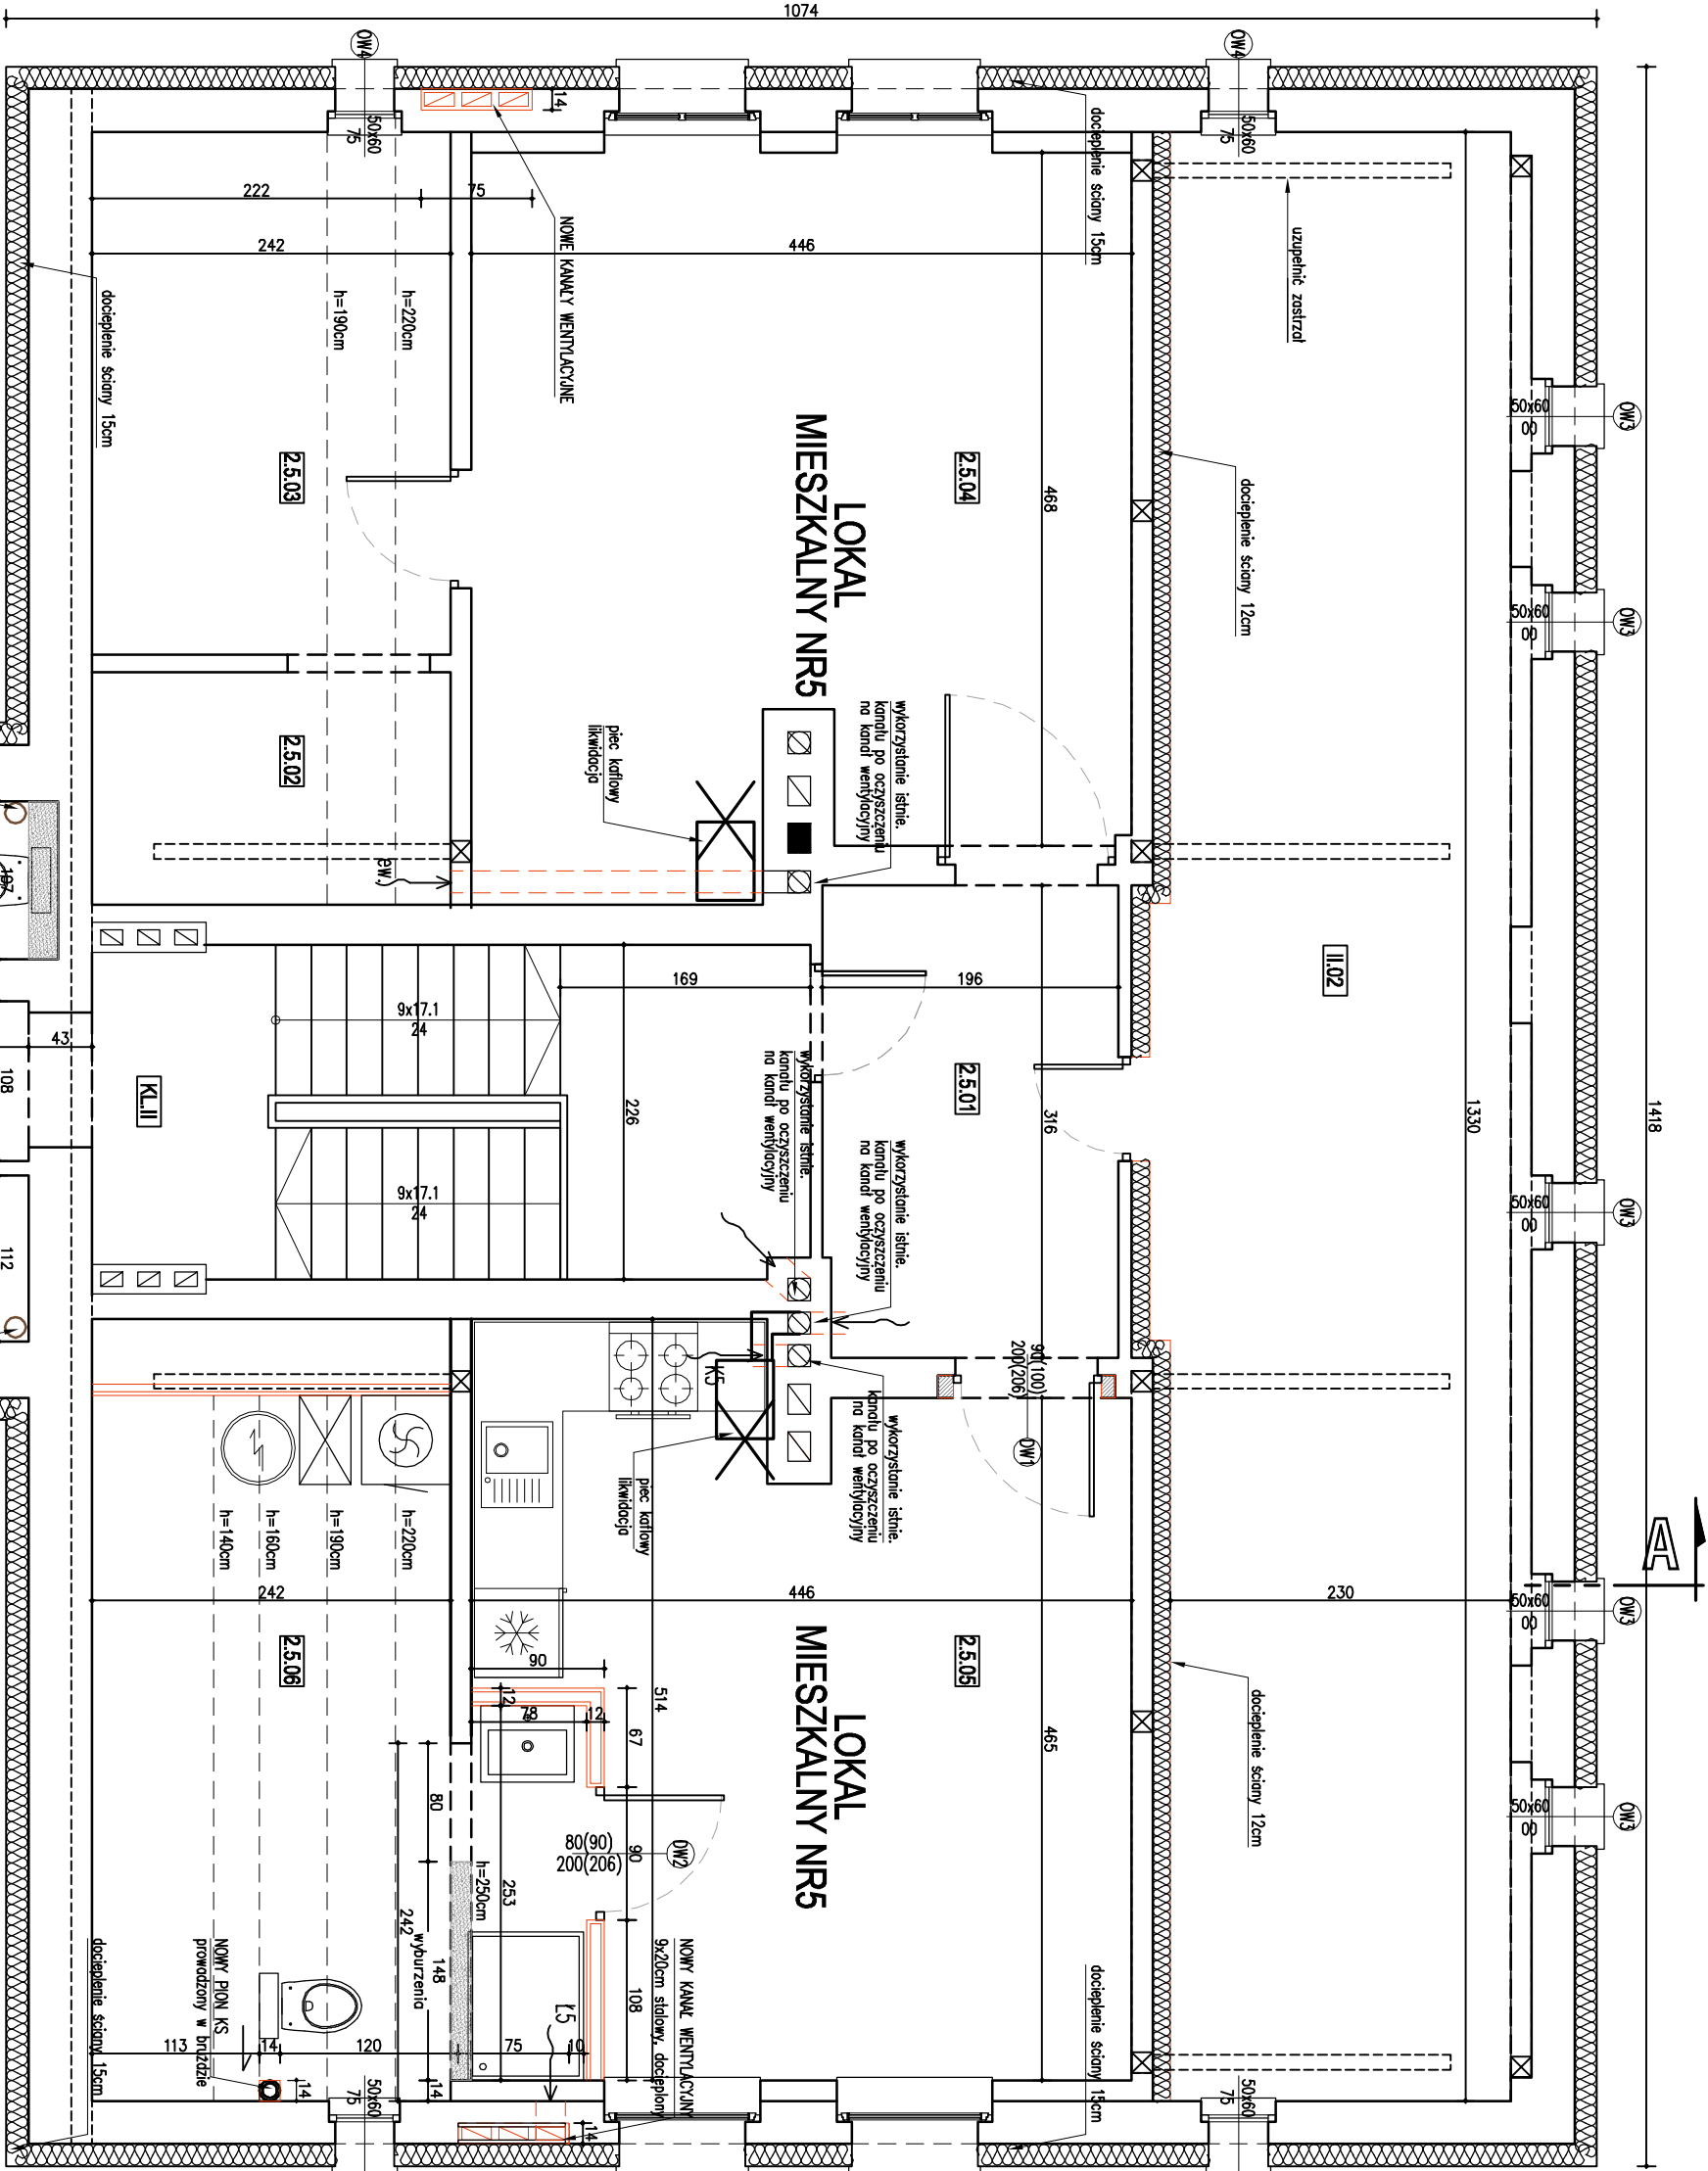 1074
1418
1330
OW4
50x60
75
OW4
50x60
75
14
docieplenie ściany 15cm
222
75
242
446
NOWE KANAŁY WENTYLACYJNE
uzupełnić zastrzał
docieplenie ściany 15cm
h=190cm
h=220cm
2.5.03
LOKAL
MIESZKALNY NR5
2.5.04
468
docieplenie ściany 12cm
50x60
00
OW3
50x60
00
OW3
2.5.02
piec kaflowy
likwidacja
wykorzystanie istnie.
kanału po oczyszczeniu
na kanał wentylacyjny
ew.
107
II.02
169
196
9x17.1
24
43
108
KL.II
226
wykorzystanie istnie.
kanału po oczyszczeniu
na kanał wentylacyjny
2.5.01
316
wykorzystanie istnie.
kanału po oczyszczeniu
na kanał wentylacyjny
9x17.1
24
112
50x60
00
OW3
90(100)
200(206)
DW1
K5
wykorzystanie istnie.
kanału po oczyszczeniu
na kanał wentylacyjny
piec kaflowy
likwidacja
h=140cm
h=160cm
h=190cm
h=220cm
242
446
230
A
50x60
00
OW3
2.5.06
90
LOKAL
MIESZKALNY NR5
2.5.05
514
465
12
78
12
67
docieplenie ściany 12cm
50x60
00
OW3
80
80(90)
200(206)
90
DW2
h=250cm
253
242
wyburzenia
148
108
Ł5
NOWY KANAŁ WENTYLACYJNY
9x20cm stalowy, docieplony
docieplenie ściany 15cm
NOWY PION KS
prowadzony w bruździe
docieplenie ściany 15cm
113
14
120
75
10
14
14
14
50x60
75
50x60
75